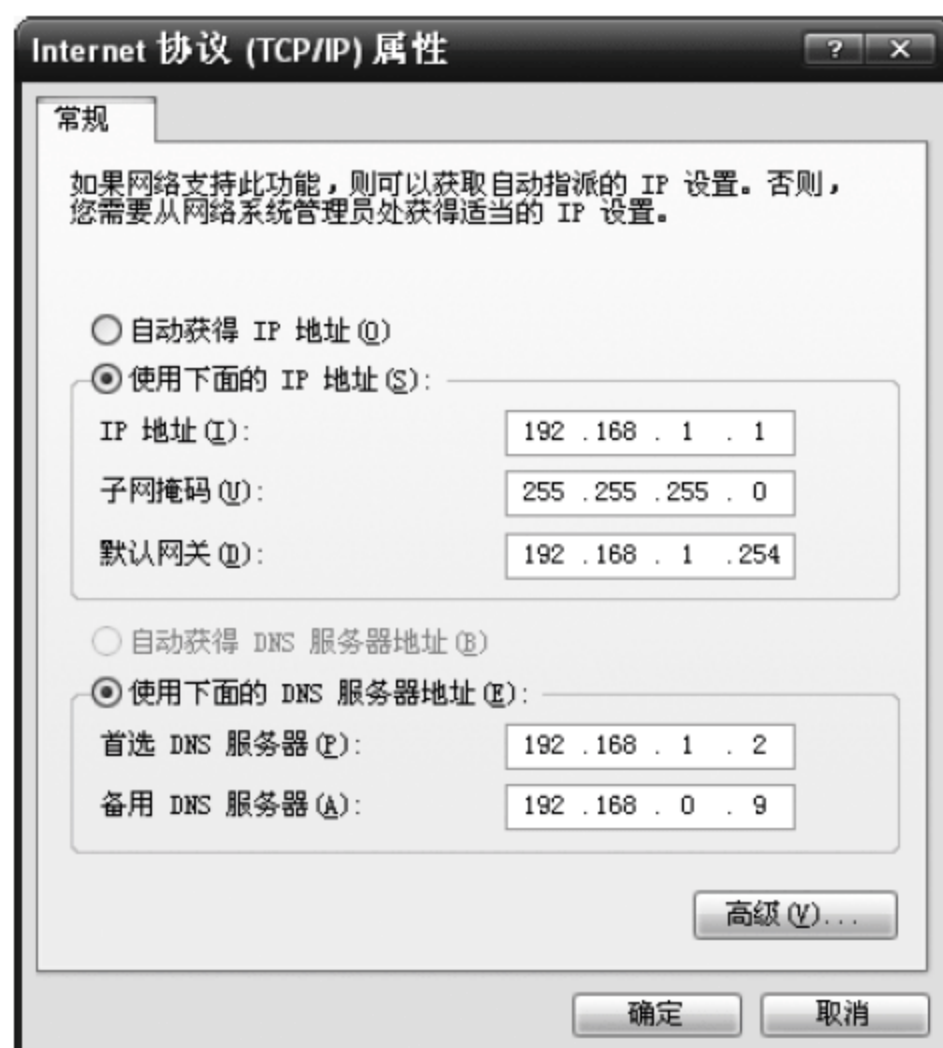 Internet 协议 (TCP/IP) 属性
常规
如果网络支持此功能，则可以获取自动指派的 IP 设置。否则，
您需要从网络系统管理员处获得适当的 IP 设置。
自动获得 IP 地址(O)
使用下面的 IP 地址(S):
IP 地址(I): 192 .168 . 1 . 1
子网掩码(U): 255 .255 .255 . 0
默认网关(D): 192 .168 . 1 .254
自动获得 DNS 服务器地址(B)
使用下面的 DNS 服务器地址(E):
首选 DNS 服务器(P): 192 .168 . 1 . 2
备用 DNS 服务器(A): 192 .168 . 0 . 9
高级(V)...
确定 取消